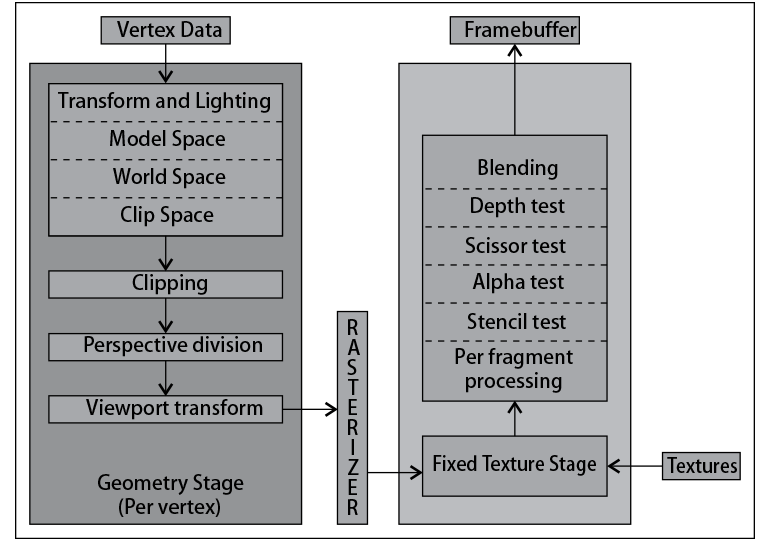 Vertex Data
Transform and Lighting
Model Space
World Space
Clip Space
Clipping
Perspective division
Viewport transform
Geometry Stage
(Per vertex)
RASTERIZER
Framebuffer
Blending
Depth test
Scissor test
Alpha test
Stencil test
Per fragment
processing
Fixed Texture Stage
Textures